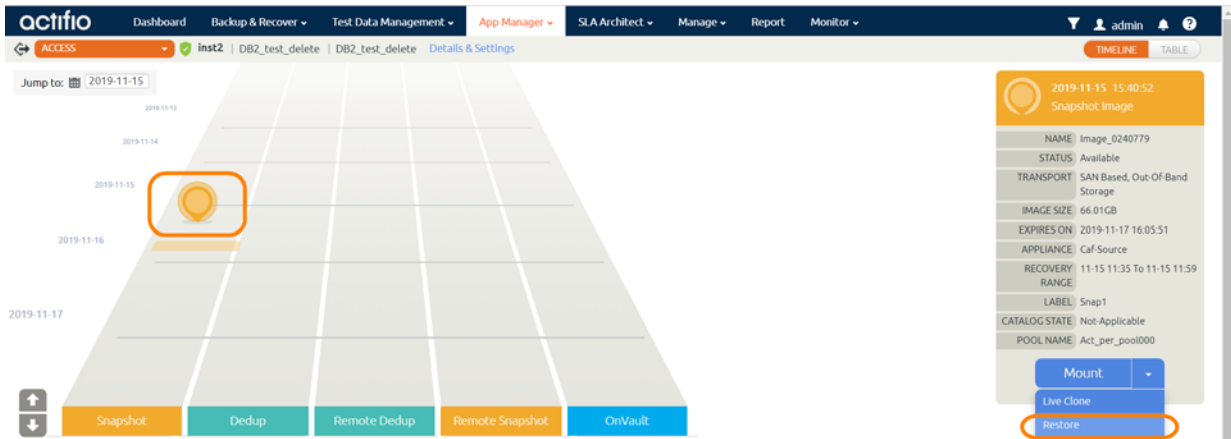 actifio Dashboard Backup & Recover Test Data Management App Manager SLA Architect Manage Report Monitor admin
ACCESS inst2 | DB2_test_delete | DB2_test_delete Details & Settings TIMELINE TABLE
Jump to: 2019-11-15
2019-11-13
2019-11-14
2019-11-15
2019-11-16
2019-11-17
Snapshot Dedup Remote Dedup Remote Snapshot OnVault
2019-11-15 15:40:52
Snapshot Image
NAME Image_0240779
STATUS Available
TRANSPORT SAN Based, Out-Of-Band
Storage
IMAGE SIZE 66.01GB
EXPIRES ON 2019-11-17 16:05:51
APPLIANCE Caf-Source
RECOVERY 11-15 11:35 To 11-15 11:59
RANGE
LABEL Snap1
CATALOG STATE Not-Applicable
POOL NAME Act_per_pool000
Mount
Live Clone
Restore